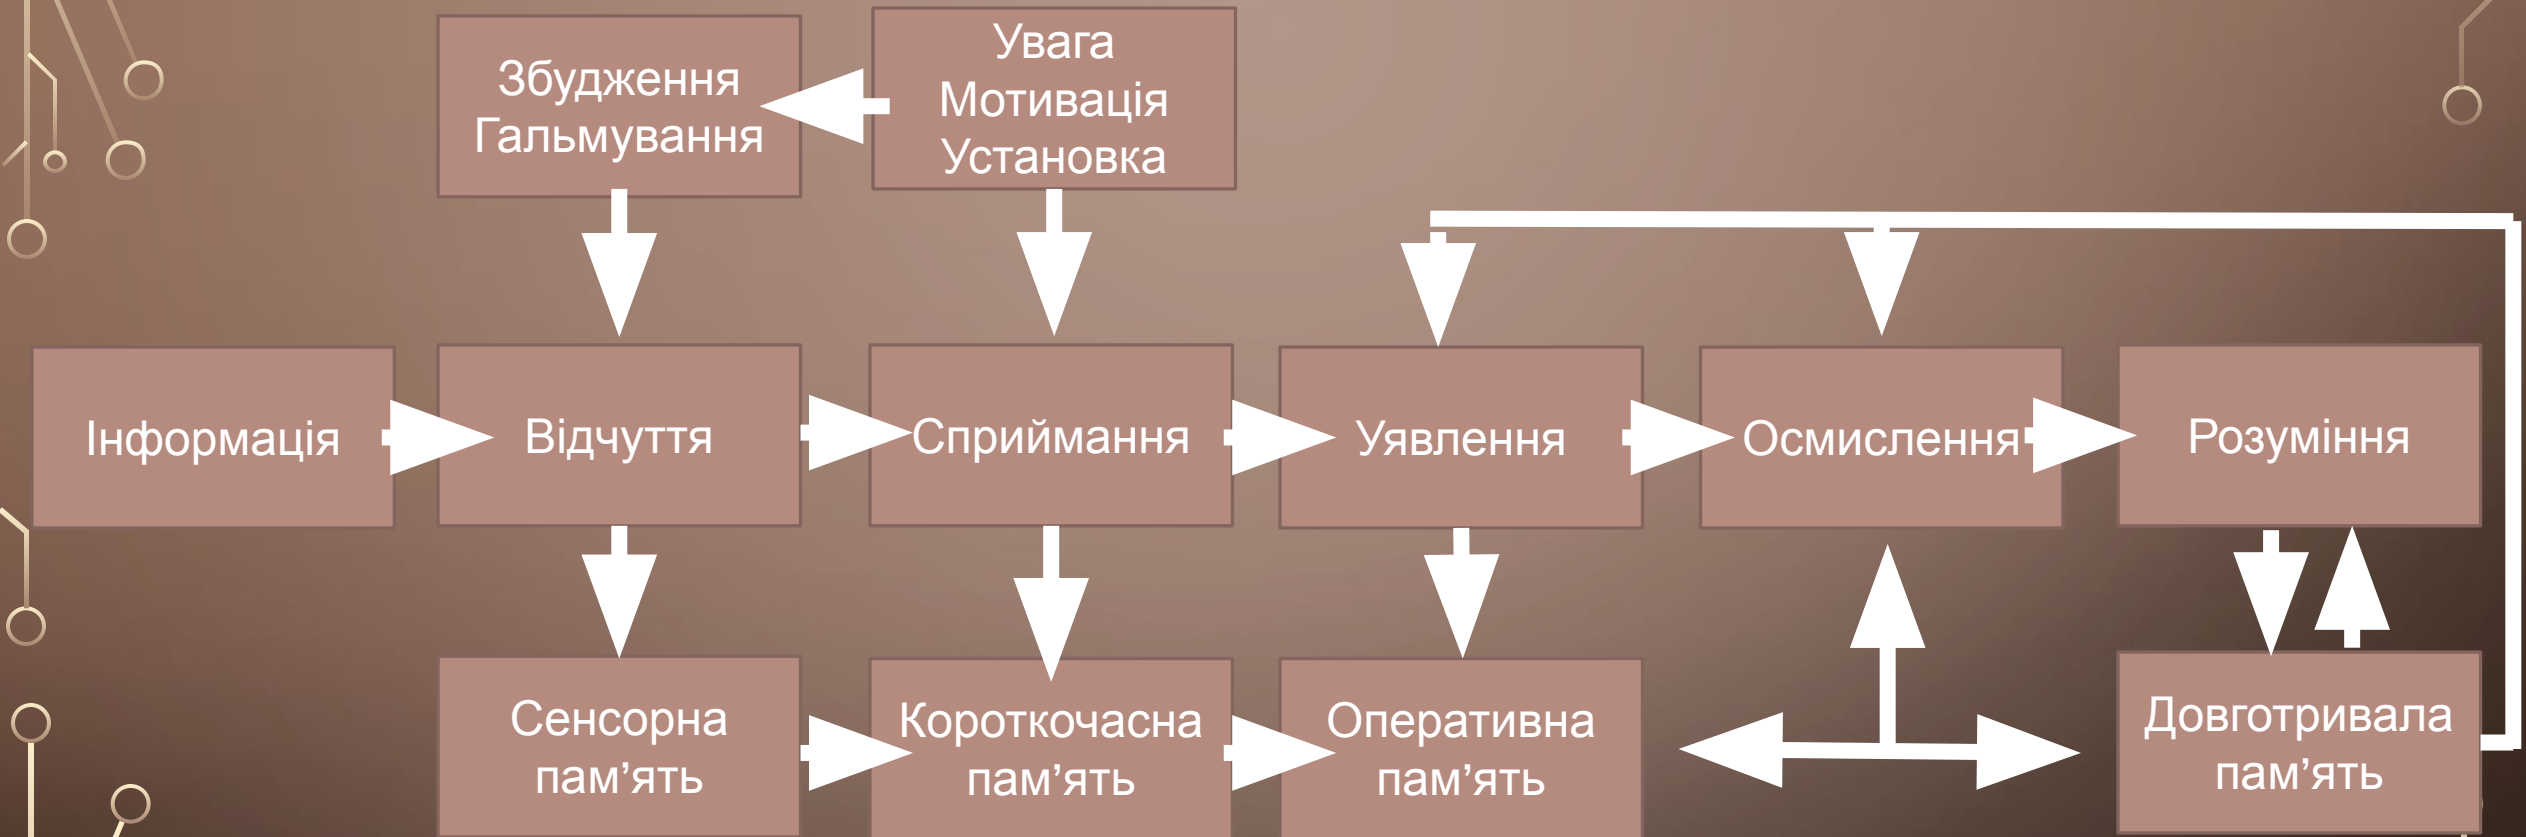 Збудження
Гальмування
Увага
Мотивація
Установка
Інформація
Відчуття
Сприймання
Уявлення
Осмислення
Розуміння
Сенсорна
пам’ять
Короткочасна
пам’ять
Оперативна
пам’ять
Довготривала
пам’ять